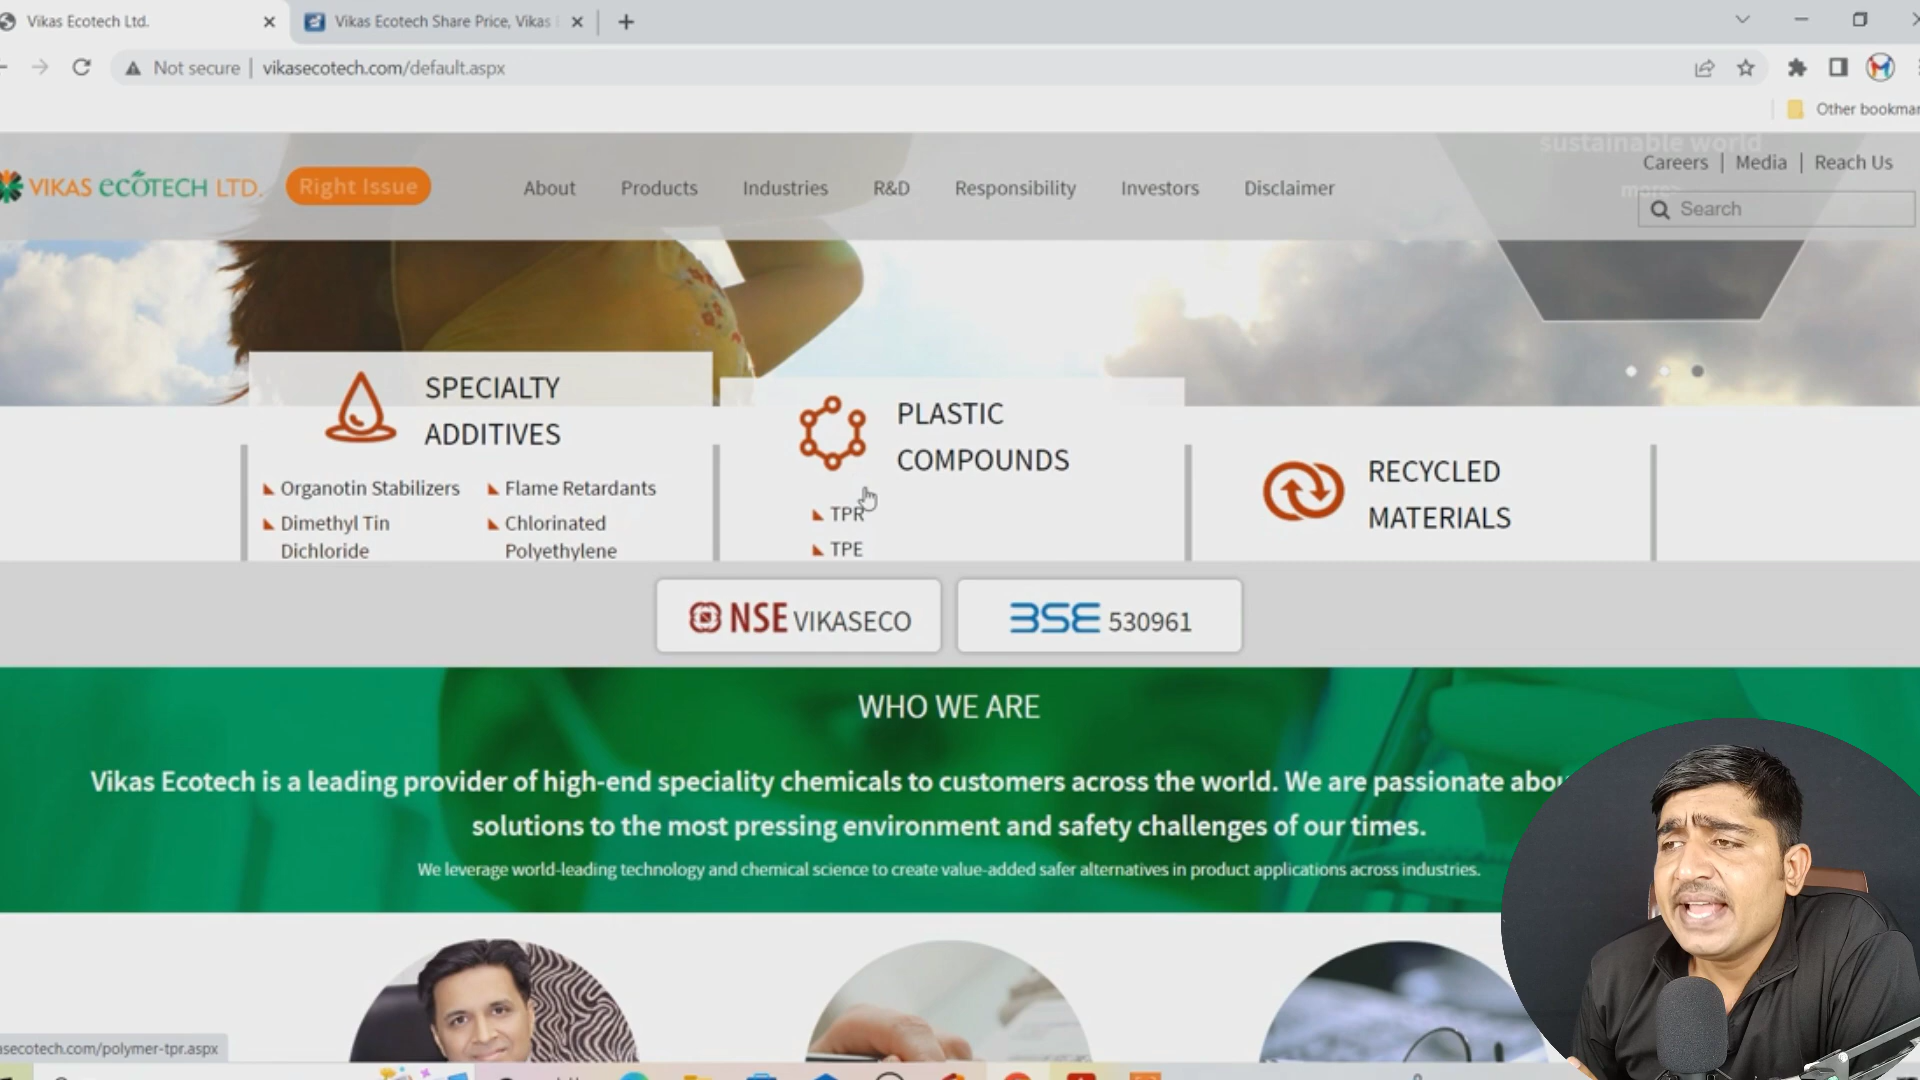 Vikas Ecotech Ltd.
Vikas Ecotech Share Price, Vikas
Not secure | vikasecotech.com/default.aspx
Other bookmar
sustainable world
more>
Careers | Media | Reach Us
Search
VIKAS ECOTECH LTD.
Right Issue
About Products Industries R&D Responsibility Investors Disclaimer
SPECIALTY
ADDITIVES
Organotin Stabilizers
Flame Retardants
Dimethyl Tin
Dichloride
Chlorinated
Polyethylene
PLASTIC
COMPOUNDS
TPR
TPE
RECYCLED
MATERIALS
NSE VIKASECO
BSE 530961
WHO WE ARE
Vikas Ecotech is a leading provider of high-end speciality chemicals to customers across the world. We are passionate abou
solutions to the most pressing environment and safety challenges of our times.
We leverage world-leading technology and chemical science to create value-added safer alternatives in product applications across industries.
asecotech.com/polymer-tpr.aspx